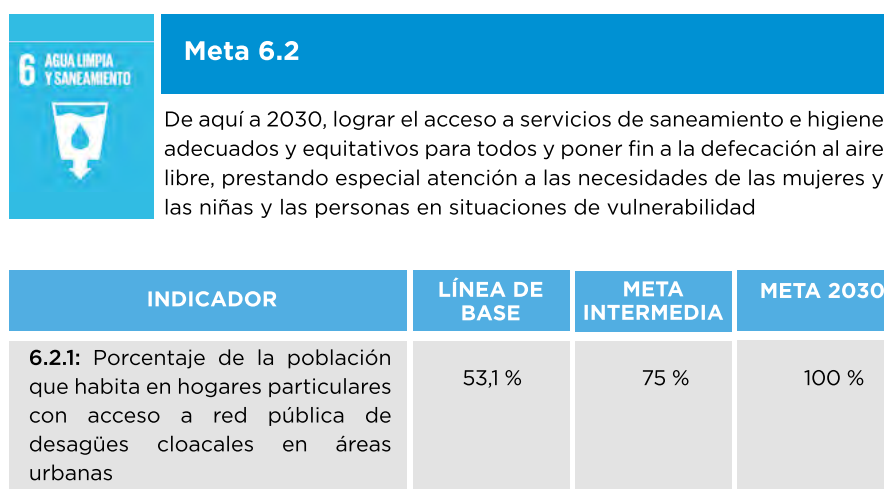 6 AGUA LIMPIA
Y SANEAMIENTO
Meta 6.2
De aquí a 2030, lograr el acceso a servicios de saneamiento e higiene
adecuados y equitativos para todos y poner fin a la defecación al aire
libre, prestando especial atención a las necesidades de las mujeres y
las niñas y las personas en situaciones de vulnerabilidad
INDICADOR
LÍNEA DE
BASE
META
INTERMEDIA
META 2030
6.2.1: Porcentaje de la población
que habita en hogares particulares
con acceso a red pública de
desagües cloacales en áreas
urbanas
53,1 %
75 %
100 %